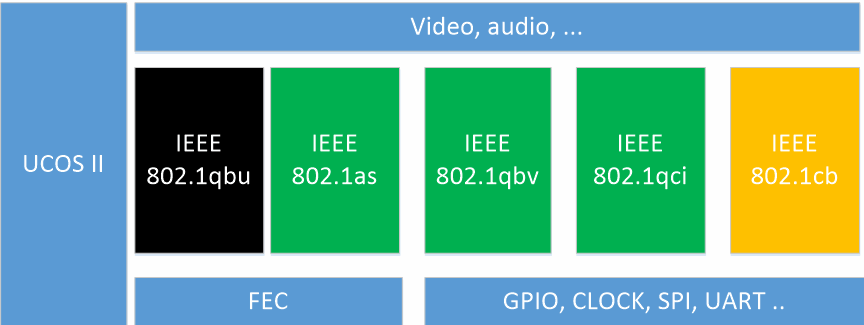 Video, audio, ...
UCOS II
IEEE
802.1qbu
IEEE
802.1as
IEEE
802.1qbv
IEEE
802.1qci
IEEE
802.1cb
FEC
GPIO, CLOCK, SPI, UART ..